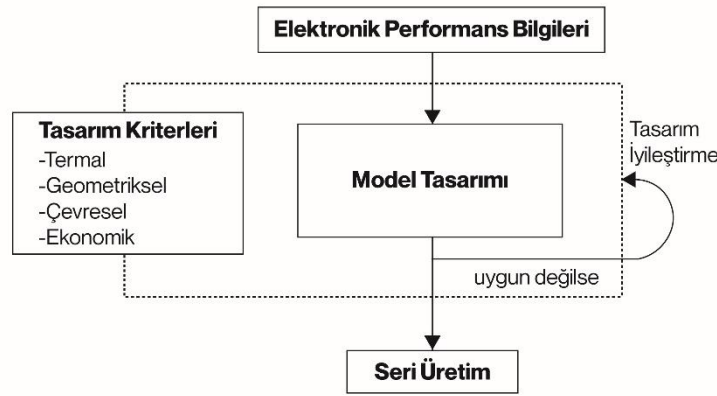 Elektronik Performans Bilgileri
Tasarım Kriterleri
-Termal
-Geometriksel
-Çevresel
-Ekonomik
Model Tasarımı
Tasarım
İyileştirme
uygun değilse
Seri Üretim